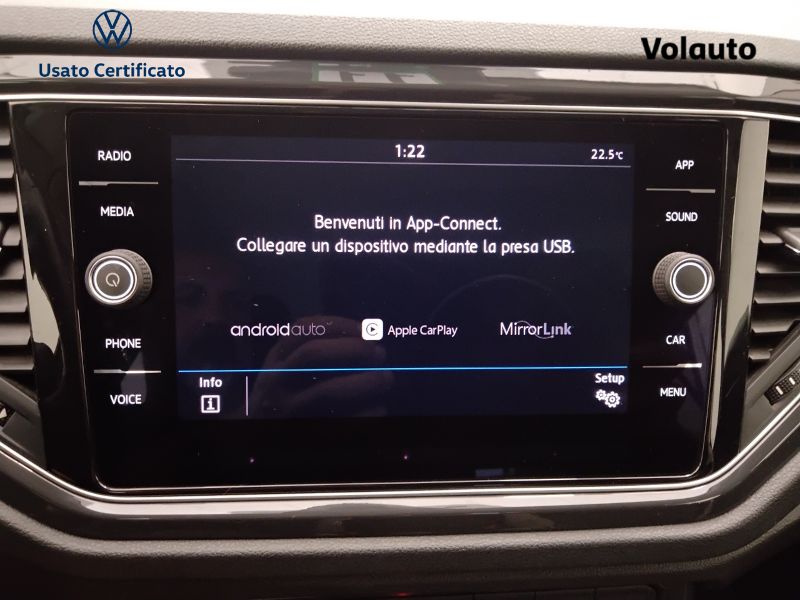 Usato Certificato
Volauto
RADIO
MEDIA
PHONE
VOICE
1:22
22.5°C
Benvenuti in App-Connect.
Collegare un dispositivo mediante la presa USB.
androidauto
Apple CarPlay
MirrorLink
Info
Setup
APP
SOUND
CAR
MENU